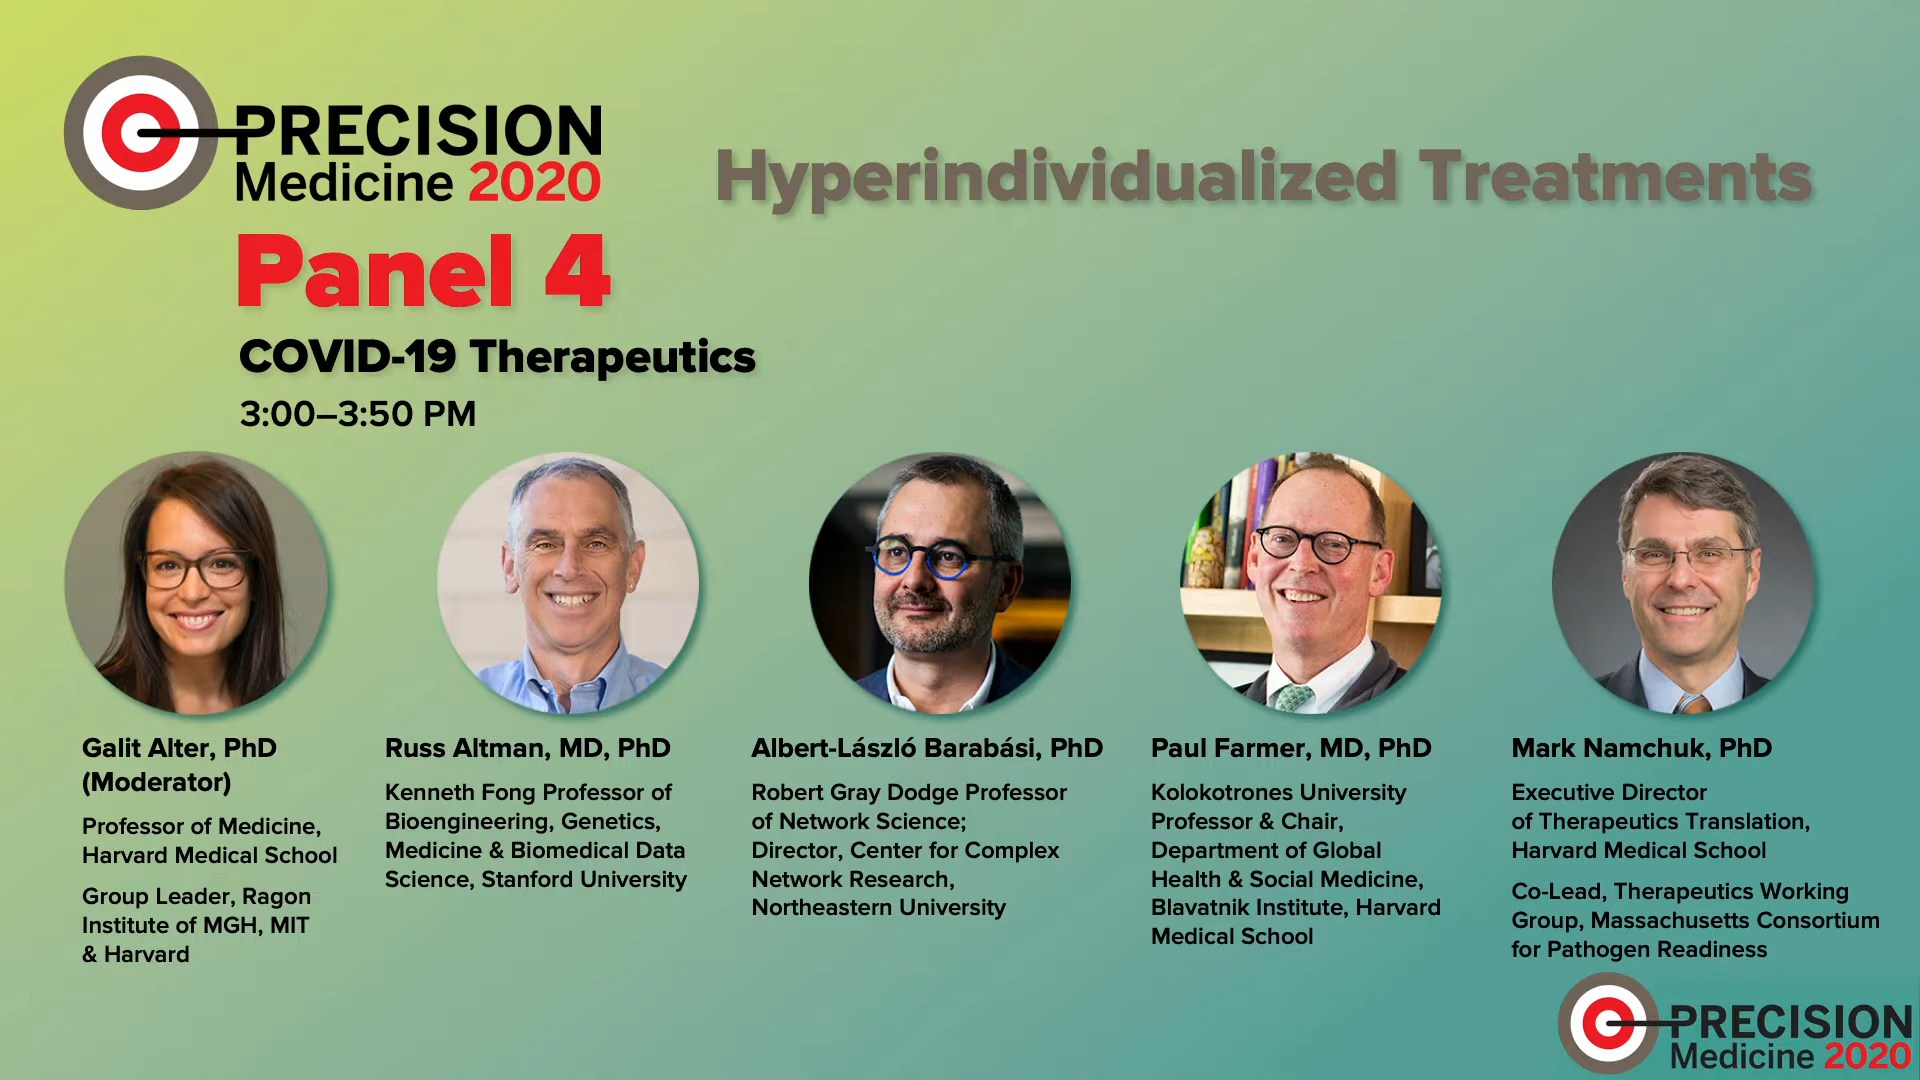 PRECISION
Medicine 2020
Hyperindividualized Treatments
Panel 4
COVID-19 Therapeutics
3:00–3:50 PM
Galit Alter, PhD
(Moderator)
Professor of Medicine,
Harvard Medical School
Group Leader, Ragon
Institute of MGH, MIT
& Harvard
Russ Altman, MD, PhD
Kenneth Fong Professor of
Bioengineering, Genetics,
Medicine & Biomedical Data
Science, Stanford University
Albert-László Barabási, PhD
Robert Gray Dodge Professor
of Network Science;
Director, Center for Complex
Network Research,
Northeastern University
Paul Farmer, MD, PhD
Kolokotrones University
Professor & Chair,
Department of Global
Health & Social Medicine,
Blavatnik Institute, Harvard
Medical School
Mark Namchuk, PhD
Executive Director
of Therapeutics Translation,
Harvard Medical School
Co-Lead, Therapeutics Working
Group, Massachusetts Consortium
for Pathogen Readiness
PRECISION
Medicine 2020